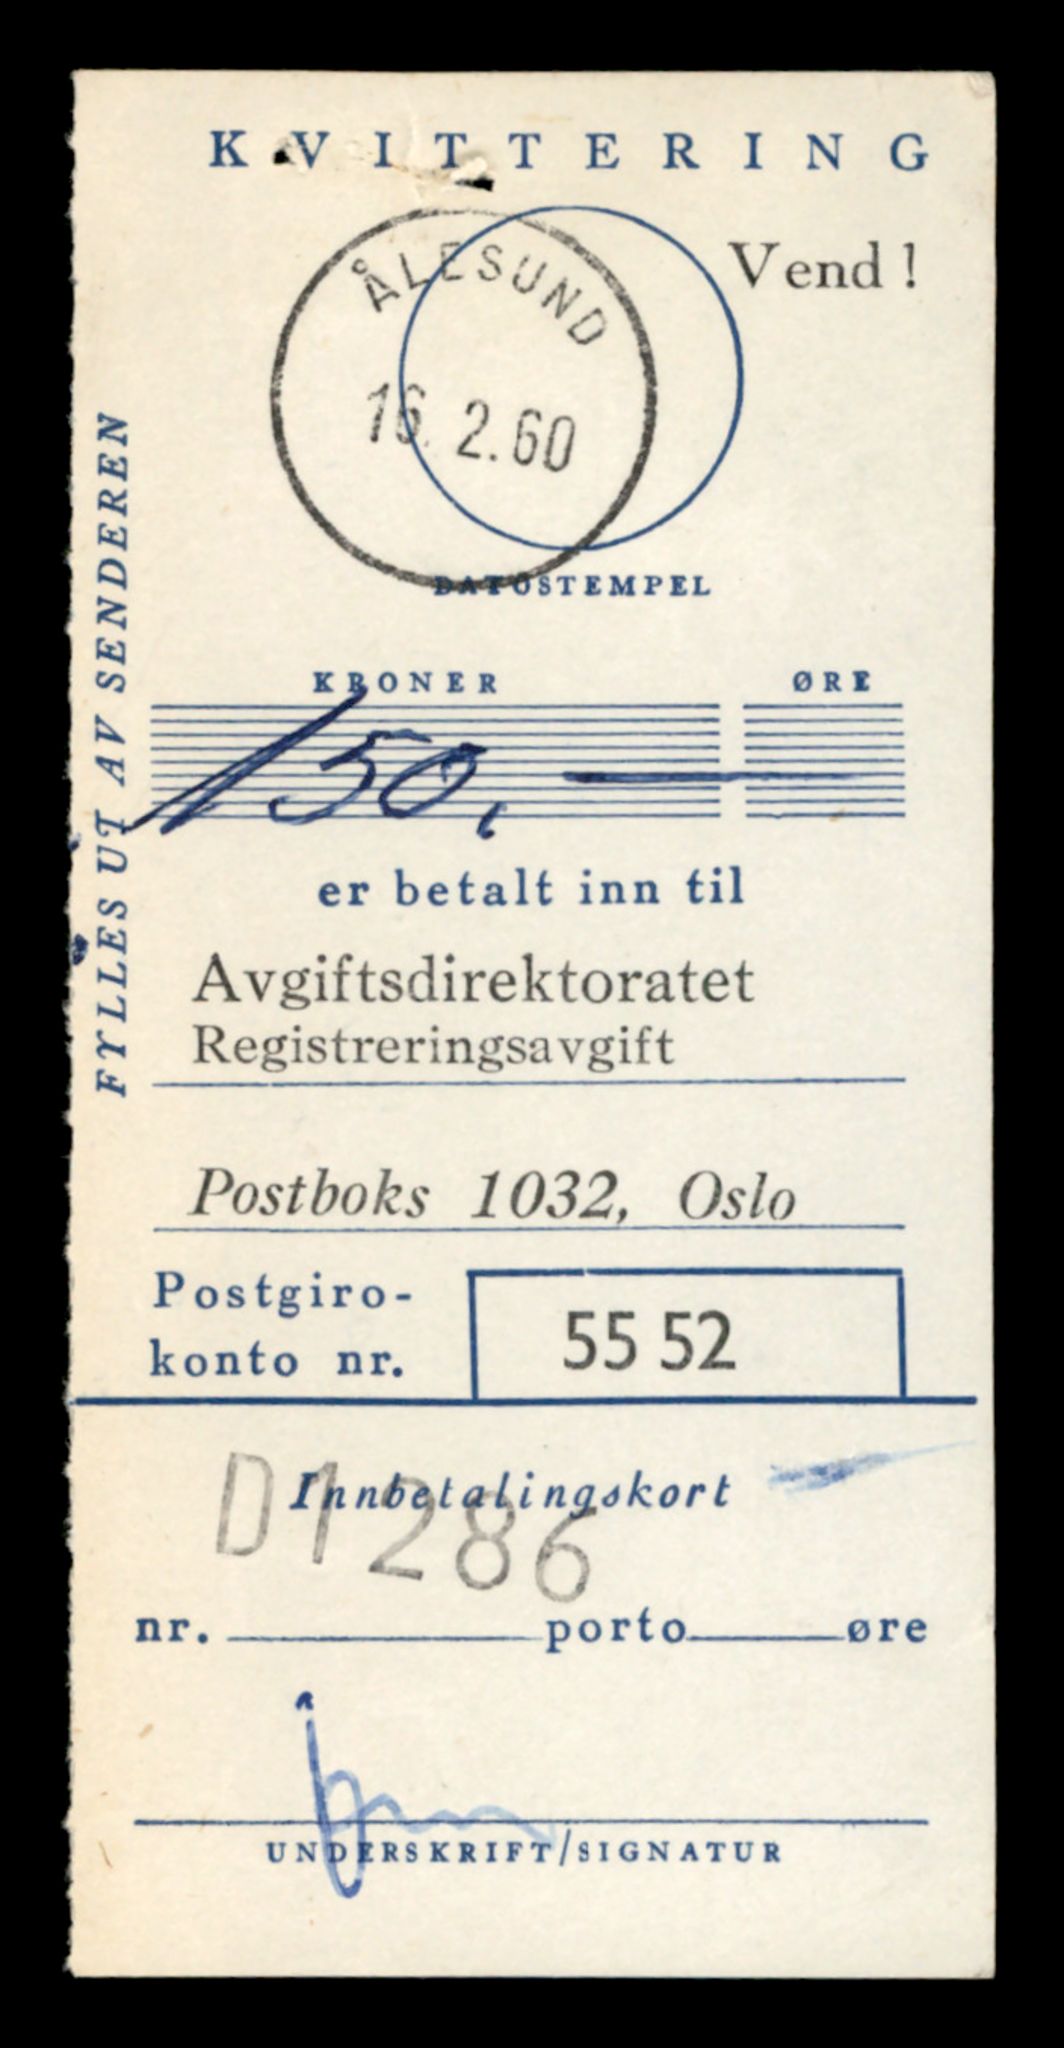 KVITTERING
Vend!
ÅLESUND
16.2.60
DATOSTEMPEL
FYLLES UT AV SENDEREN
KRONER ØRE
150,—
er betalt inn til
Avgiftsdirektoratet
Registreringsavgift
Postboks 1032, Oslo
Postgiro-
konto nr.
55 52
Innbetalingskort
D1286
nr. porto øre
UNDERSKRIFT/SIGNATUR